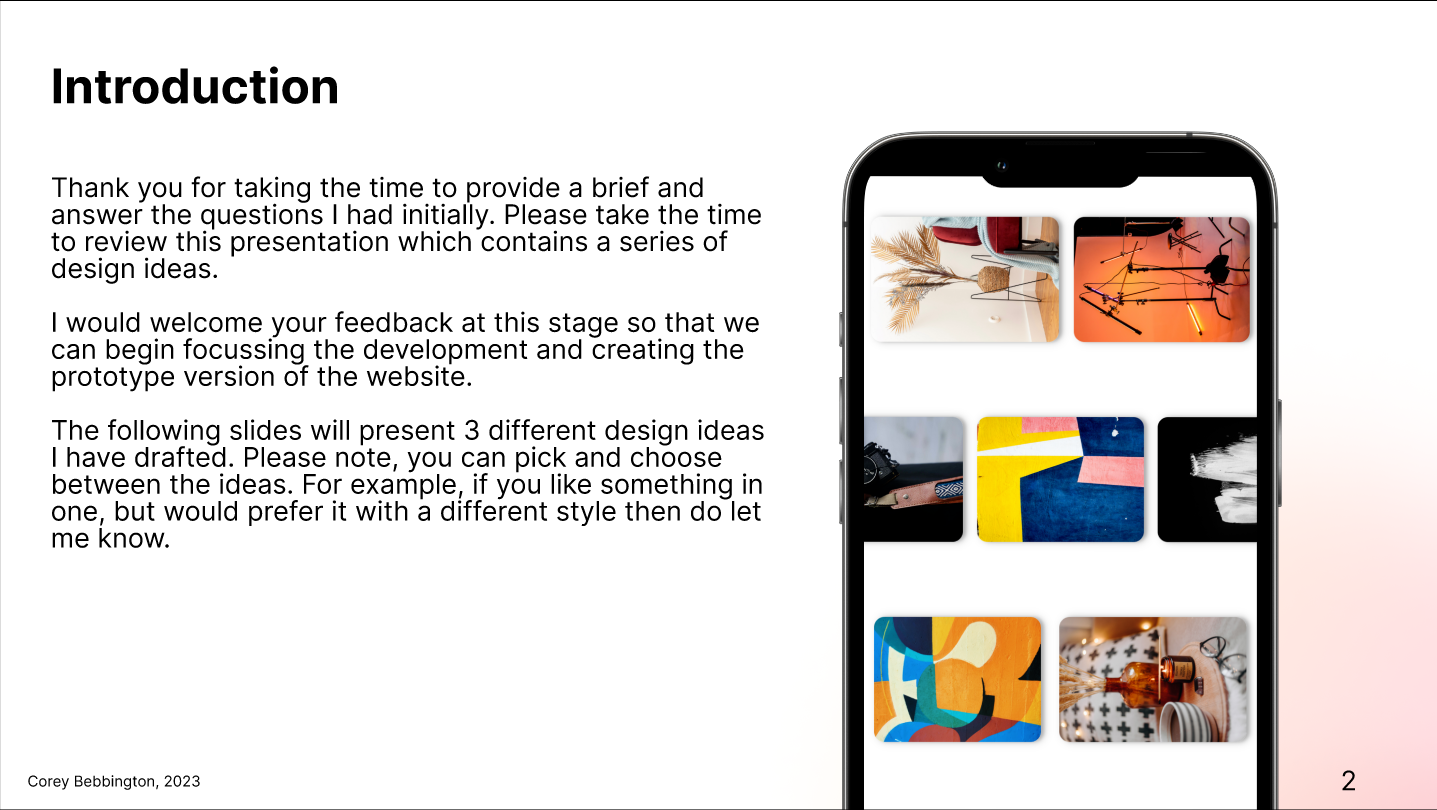 Introduction
Thank you for taking the time to provide a brief and
answer the questions I had initially. Please take the time
to review this presentation which contains a series of
design ideas.
I would welcome your feedback at this stage so that we
can begin focussing the development and creating the
prototype version of the website.
The following slides will present 3 different design ideas
I have drafted. Please note, you can pick and choose
between the ideas. For example, if you like something in
one, but would prefer it with a different style then do let
me know.
Corey Bebbington, 2023
2